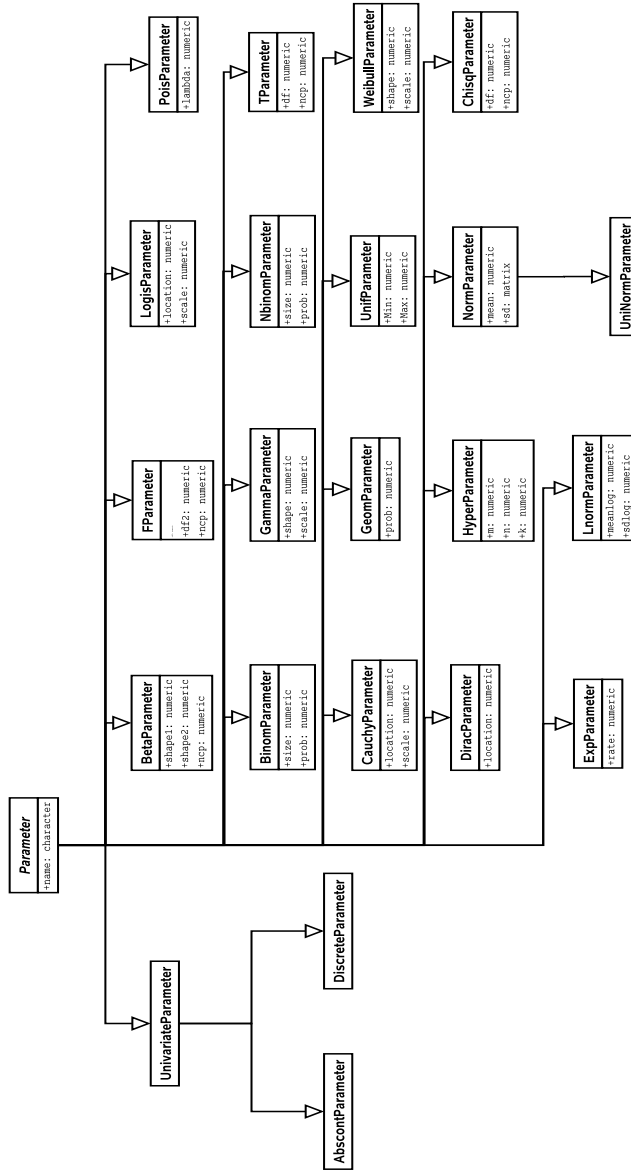 Parameter
+name: character
UnivariateParameter
AbscontParameter
DiscreteParameter
BetaParameter
+shape1: numeric
+shape2: numeric
+ncp: numeric
FParameter
+df2: numeric
+ncp: numeric
LogisParameter
+location: numeric
+scale: numeric
PoisParameter
+lambda: numeric
BinomParameter
+size: numeric
+prob: numeric
GammaParameter
+shape: numeric
+scale: numeric
NbinomParameter
+size: numeric
+prob: numeric
TParameter
+df: numeric
+ncp: numeric
CauchyParameter
+location: numeric
+scale: numeric
GeomParameter
+prob: numeric
UnifParameter
+Min: numeric
+Max: numeric
WeibullParameter
+shape: numeric
+scale: numeric
DiracParameter
+location: numeric
HyperParameter
+m: numeric
+n: numeric
+k: numeric
NormParameter
+mean: numeric
+sd: matrix
ChisqParameter
+df: numeric
+ncp: numeric
ExpParameter
+rate: numeric
LnormParameter
+meanlog: numeric
+sdlog: numeric
UniNormParameter